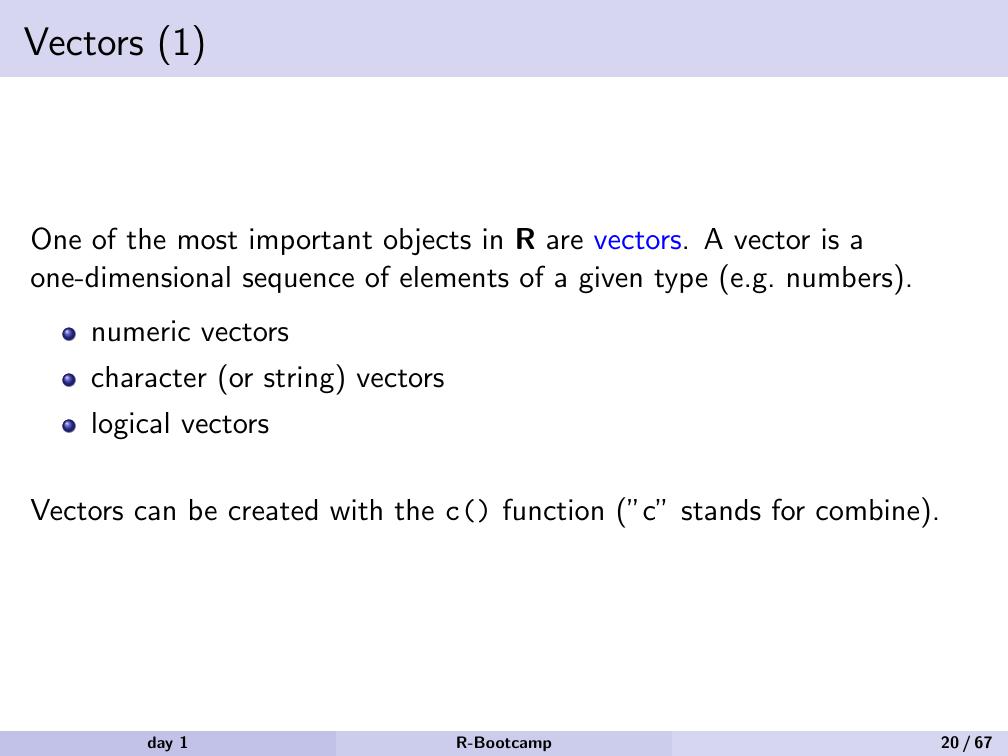 Vectors (1)
One of the most important objects in R are vectors. A vector is a
one-dimensional sequence of elements of a given type (e.g. numbers).
numeric vectors
character (or string) vectors
logical vectors
Vectors can be created with the c() function (”c” stands for combine).
day 1 R-Bootcamp 20 / 67